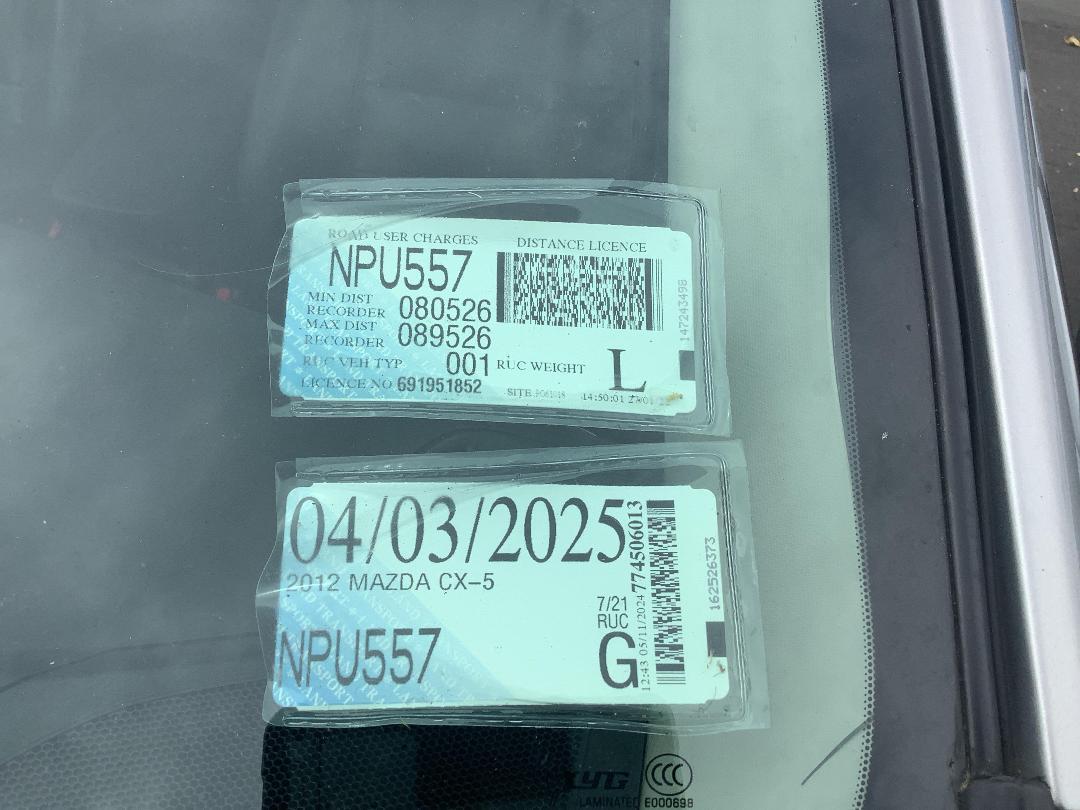 ROAD USER CHARGES DISTANCE LICENCE
NPU557
MIN DIST
RECORDER 080526
MAX DIST
RECORDER 089526
RUC VEH TYP 001 RUC WEIGHT L
LICENCE NO 691951852
SITE 14:50:01
147243498
04/03/2025
2012 MAZDA CX-5
7/21
RUC
NPU557 G
12:43 05/11/2024 774506013
162526373
CCC
LAMINATED E000698